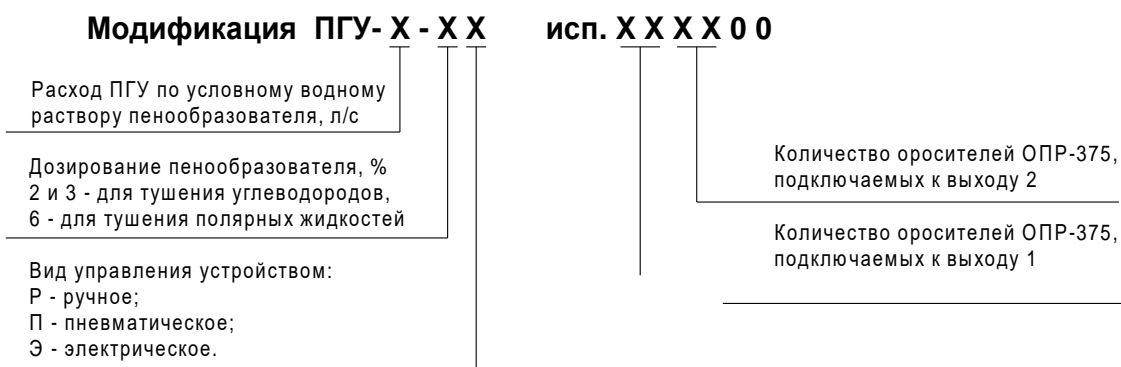 Модификация ПГУ- Х - Х Х исп. Х Х Х Х 0 0
Расход ПГУ по условному водному
раствору пенообразователя, л/с
Дозирование пенообразователя, %
2 и 3 - для тушения углеводородов,
6 - для тушения полярных жидкостей
Вид управления устройством:
Р - ручное;
П - пневматическое;
Э - электрическое.
Количество оросителей ОПР-375,
подключаемых к выходу 2
Количество оросителей ОПР-375,
подключаемых к выходу 1